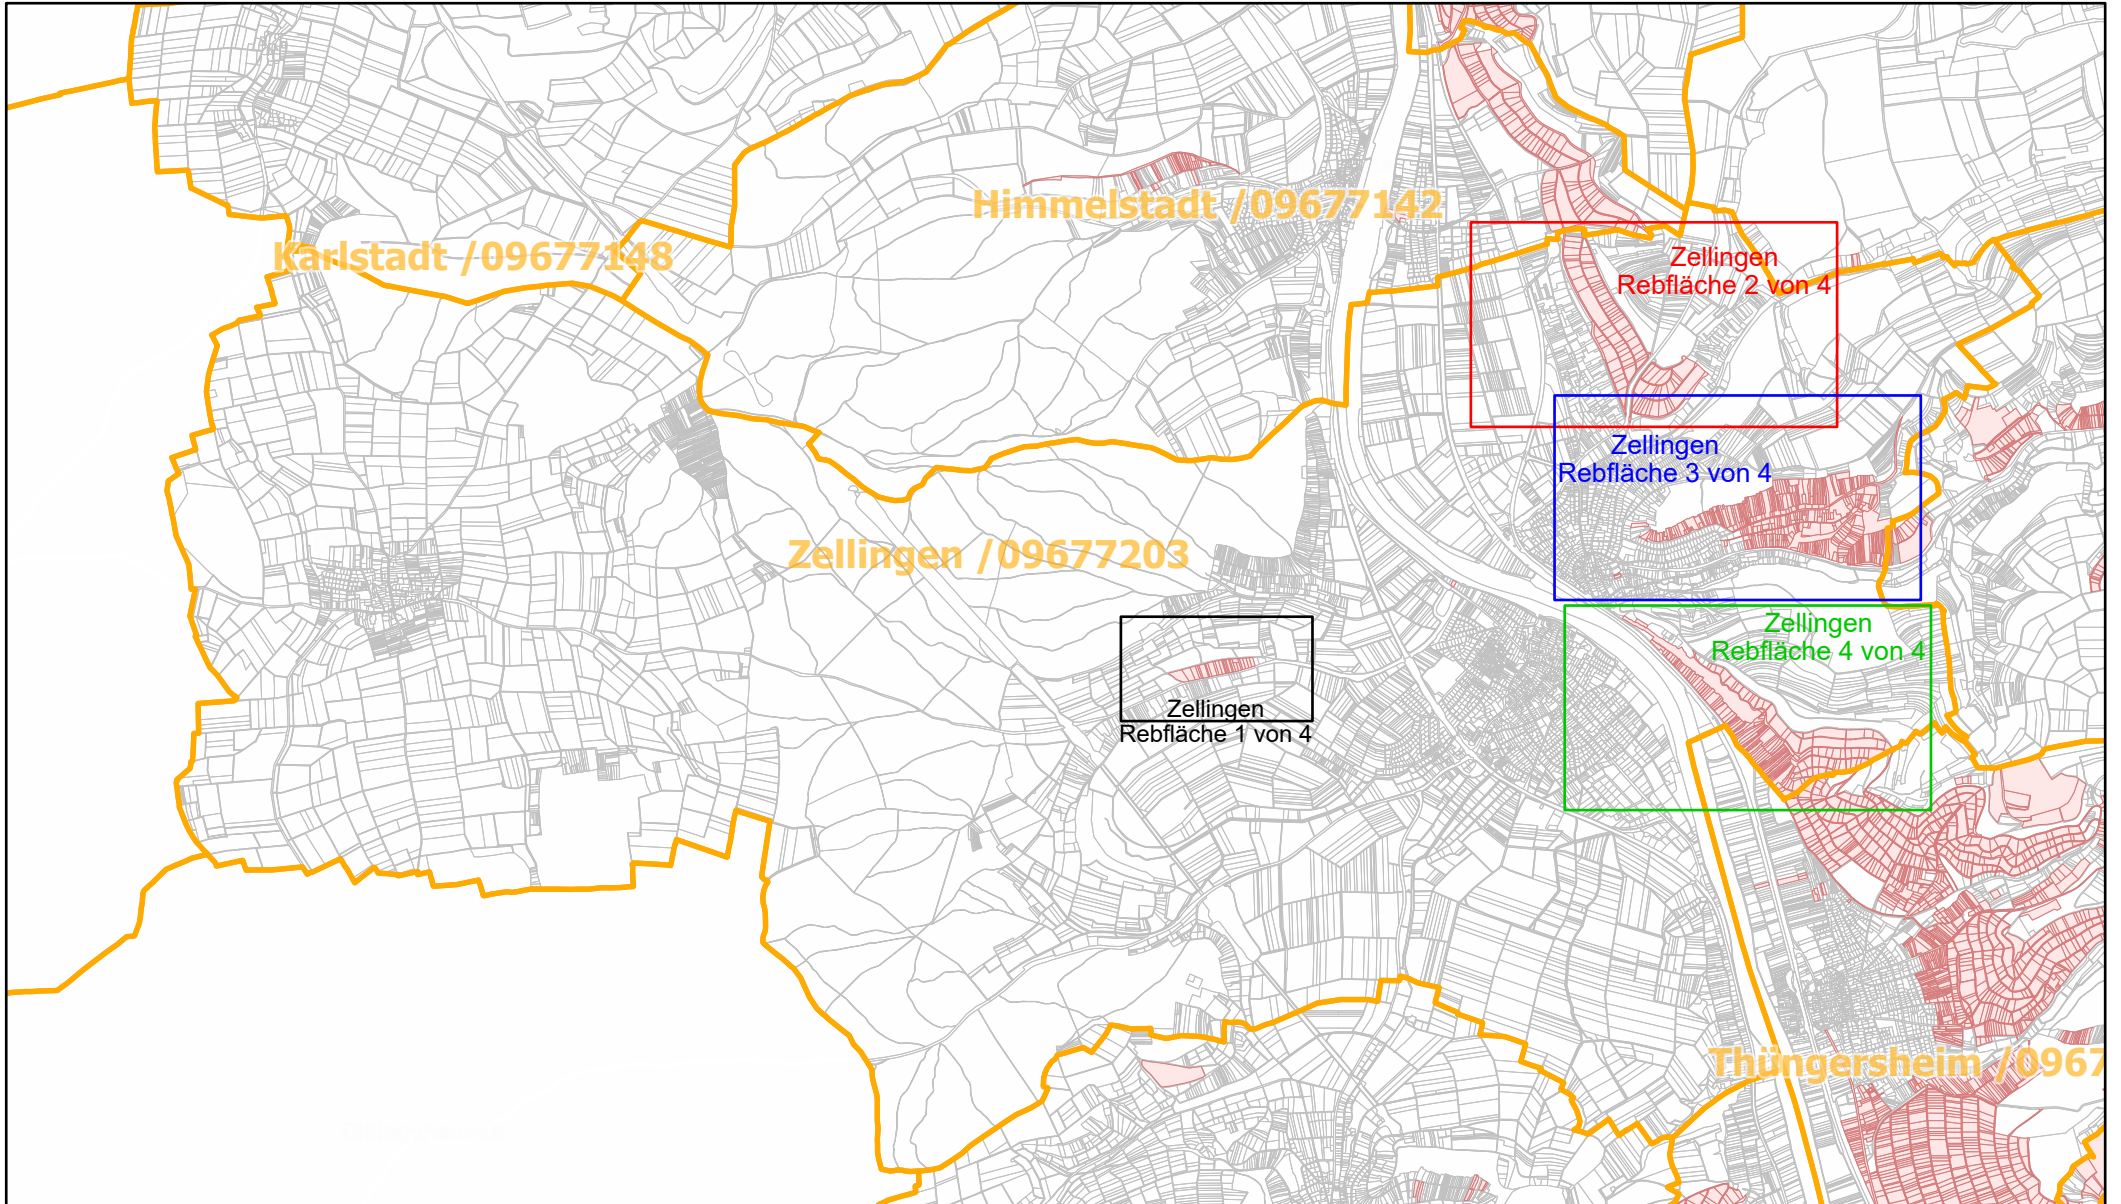 Himmelstadt /09677142
Karlstadt /09677148
Zellingen
Rebfläche 2 von 4
Zellingen
Rebfläche 3 von 4
Zellingen /09677203
Zellingen
Rebfläche 4 von 4
Zellingen
Rebfläche 1 von 4
Thüngersheim /0967